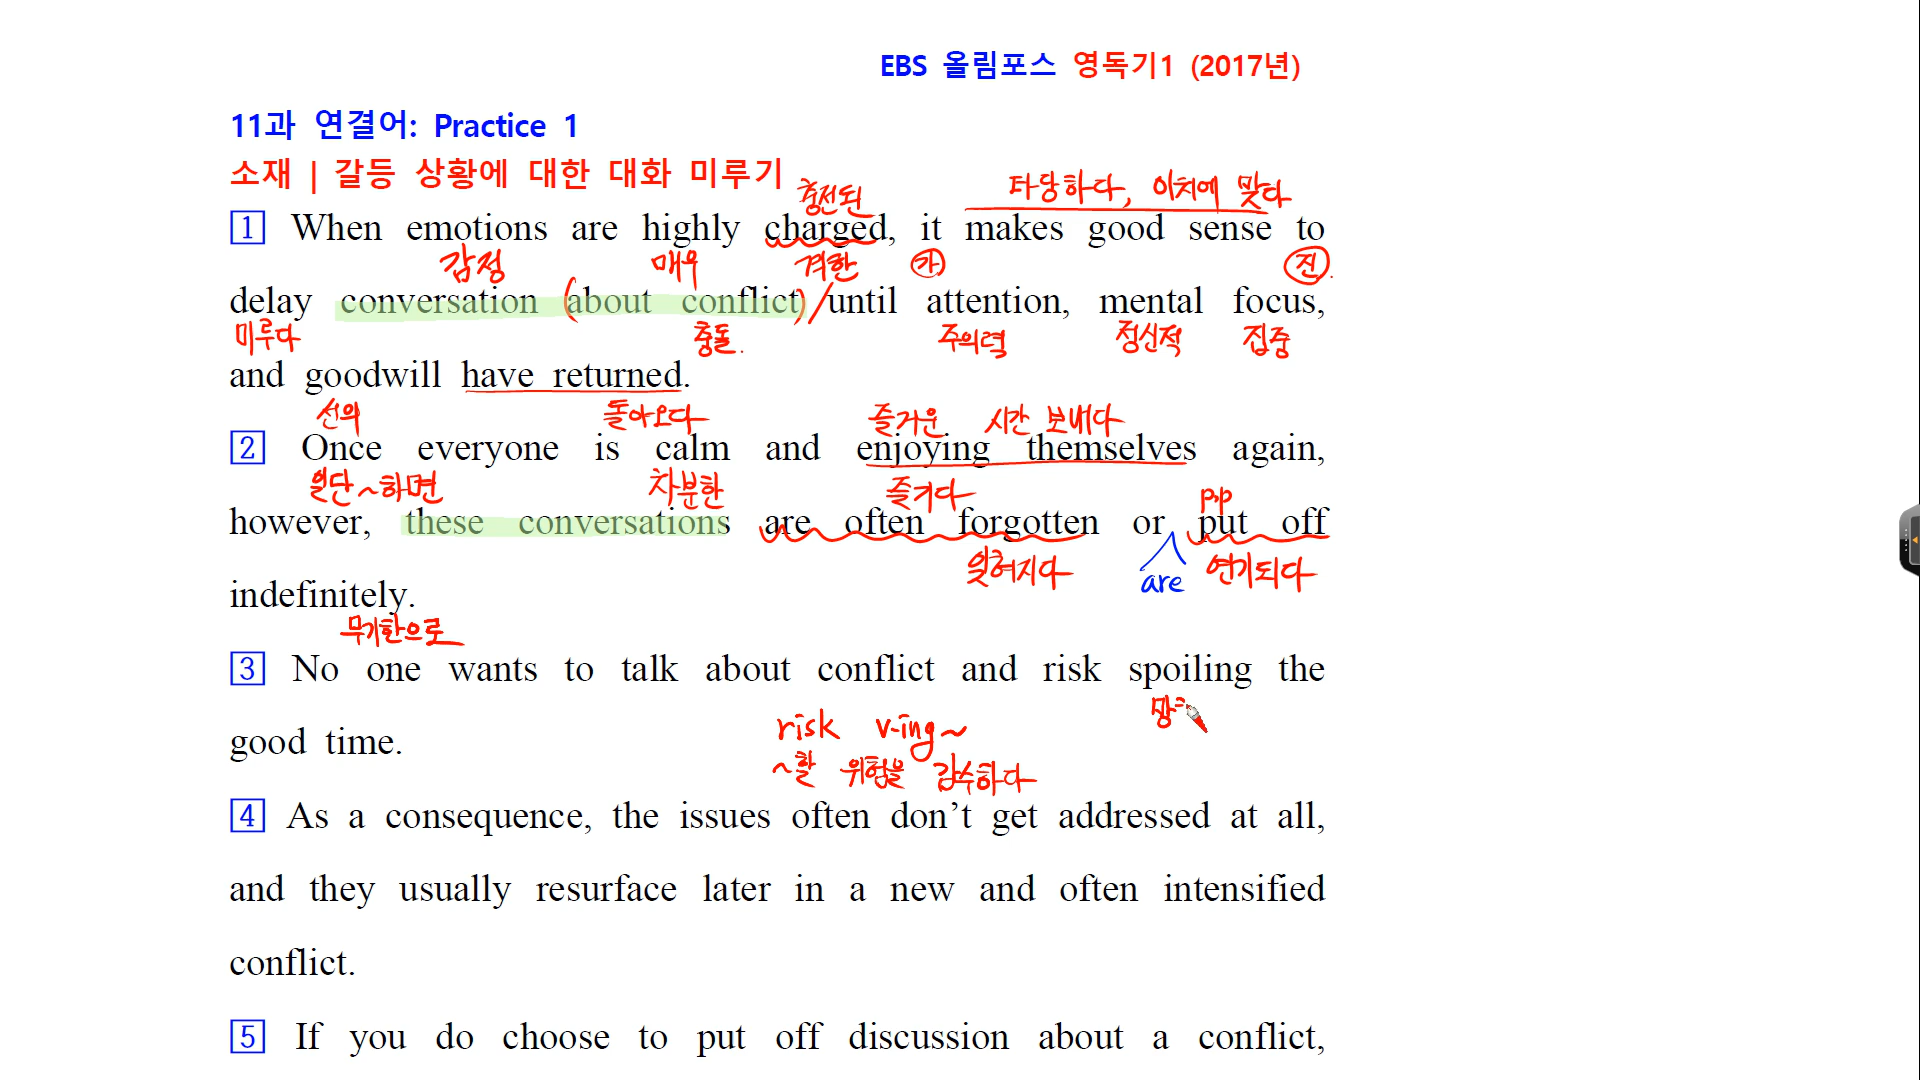 EBS 올림포스 영독기1 (2017년)
11과 연결어: Practice 1
소재 | 갈등 상황에 대한 대화 미루기
충전된 타당하다, 이치에 맞다
1 When emotions are highly charged, it makes good sense to
감정 매우 격한 가 진
delay conversation (about conflict) / until attention, mental focus,
미루다 충돌. 주의력 정신적 집중
and goodwill have returned.
선의 돌아오다 즐거운 시간 보내다
2 Once everyone is calm and enjoying themselves again,
일단 ~하면 차분한 즐기다 p.p
however, these conversations are often forgotten or put off
잊혀지다 are 연기되다
indefinitely.
무기한으로
3 No one wants to talk about conflict and risk spoiling the
risk v-ing~
good time.
~할 위험을 감수하다
4 As a consequence, the issues often don’t get addressed at all,
and they usually resurface later in a new and often intensified
conflict.
5 If you do choose to put off discussion about a conflict,